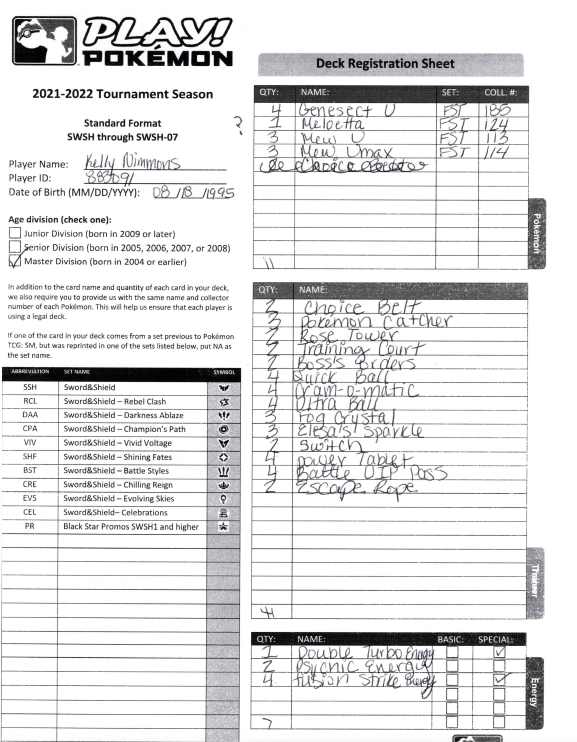 PLAY!
POKÉMON
2021-2022 Tournament Season
Standard Format
SWSH through SWSH-07
?
Player Name: Kelly Nimmons
Player ID: 883091
Date of Birth (MM/DD/YYYY): 08 /18 /1995
Age division (check one):
Junior Division (born in 2009 or later)
Senior Division (born in 2005, 2006, 2007, or 2008)
Master Division (born in 2004 or earlier)
In addition to the card name and quantity of each card in your deck,
we also require you to provide us with the same name and collector
number of each Pokémon. This will help us ensure that each player is
using a legal deck.
If one of the card in your deck comes from a set previous to Pokémon
TCG: SM, but was reprinted in one of the sets listed below, put NA as
the set name.
ABBREVIATION SET NAME SYMBOL
SSH Sword&Shield
RCL Sword&Shield – Rebel Clash
DAA Sword&Shield – Darkness Ablaze
CPA Sword&Shield – Champion's Path
VIV Sword&Shield – Vivid Voltage
SHF Sword&Shield – Shining Fates
BST Sword&Shield – Battle Styles
CRE Sword&Shield – Chilling Reign
EVS Sword&Shield – Evolving Skies
CEL Sword&Shield– Celebrations
PR Black Star Promos SWSH1 and higher
Deck Registration Sheet
QTY: NAME: SET: COLL. #:
4 Genesect V FST 185
1 Meloetta FST 124
3 Mew V FST 113
3 Mew Vmax FST 114
Choice
11
Pokémon
QTY: NAME:
2 Choice Belt
3 Pokémon Catcher
2 Rose Tower
2 Training Court
2 Boss's Orders
4 Quick Ball
4 Cram-o-matic
4 Ultra Ball
3 Fog Crystal
3 Elesa's Sparkle
2 Switch
4 Power Tablet
4 Battle VIP Pass
2 Escape Rope
41
Trainer
QTY: NAME: BASIC: SPECIAL:
1 Double Turbo Energy
2 Psychic Energy
4 Fusion Strike Energy
7
Energy